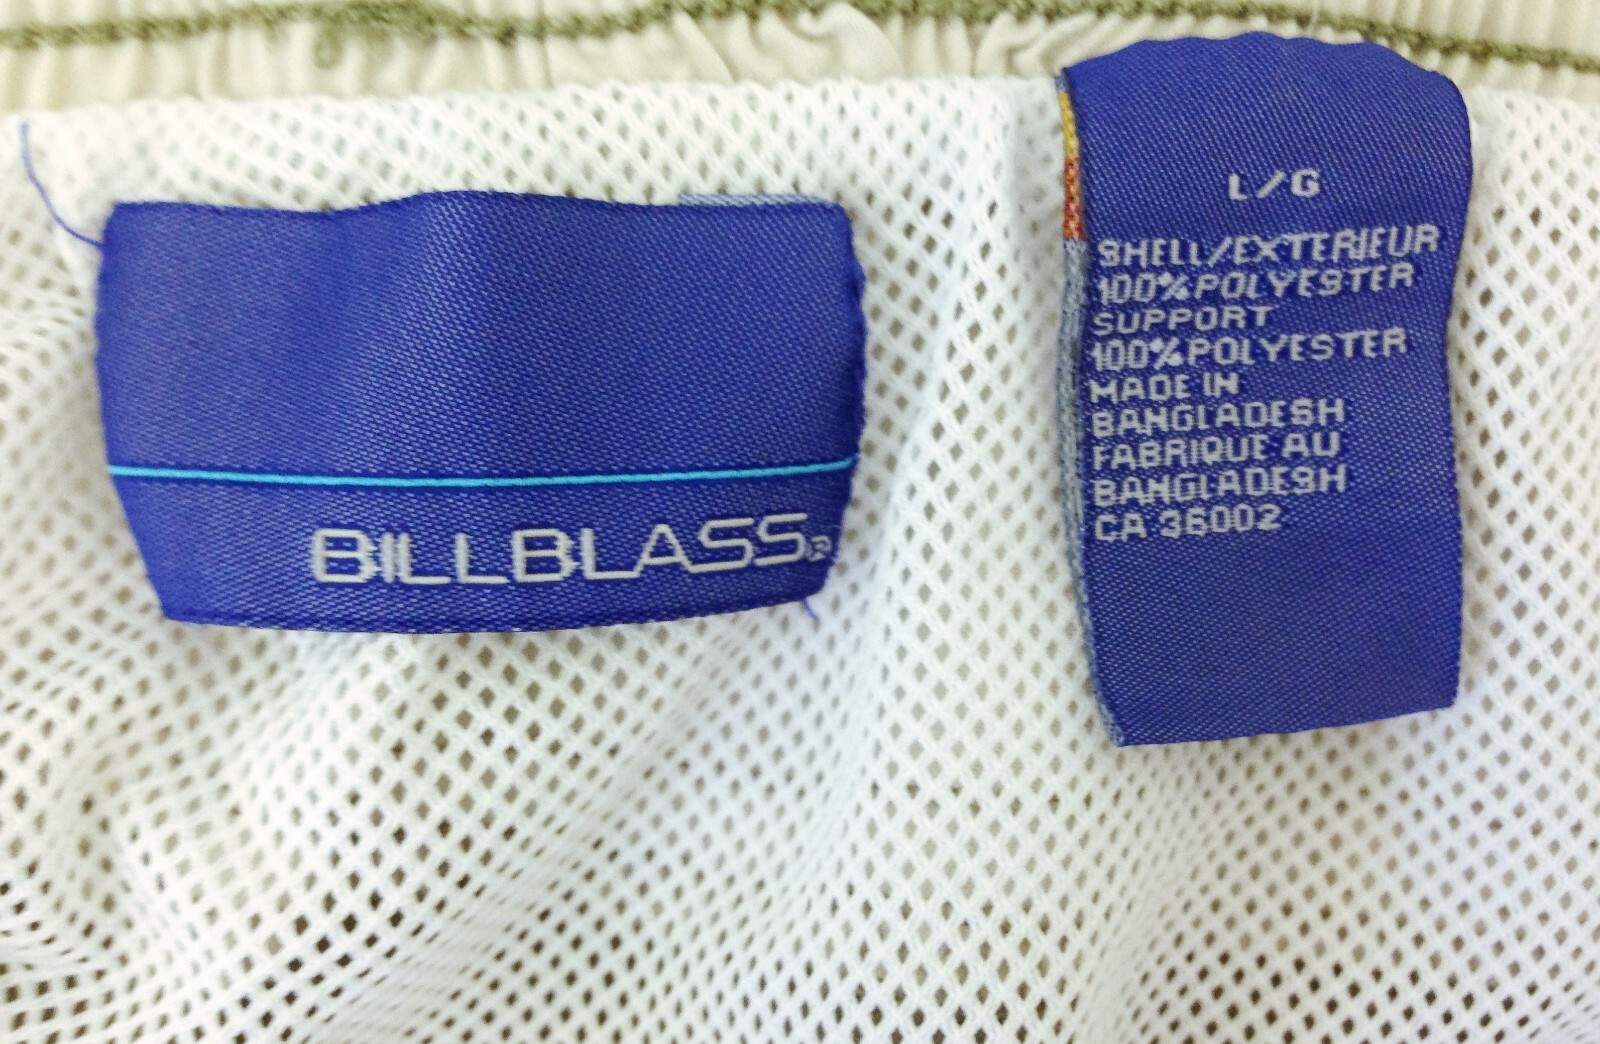 BILLBLASS®
L/G
SHELL/EXTERIEUR
100%POLYESTER
SUPPORT
100%POLYESTER
MADE IN
BANGLADESH
FABRIQUE AU
BANGLADESH
CA 36002